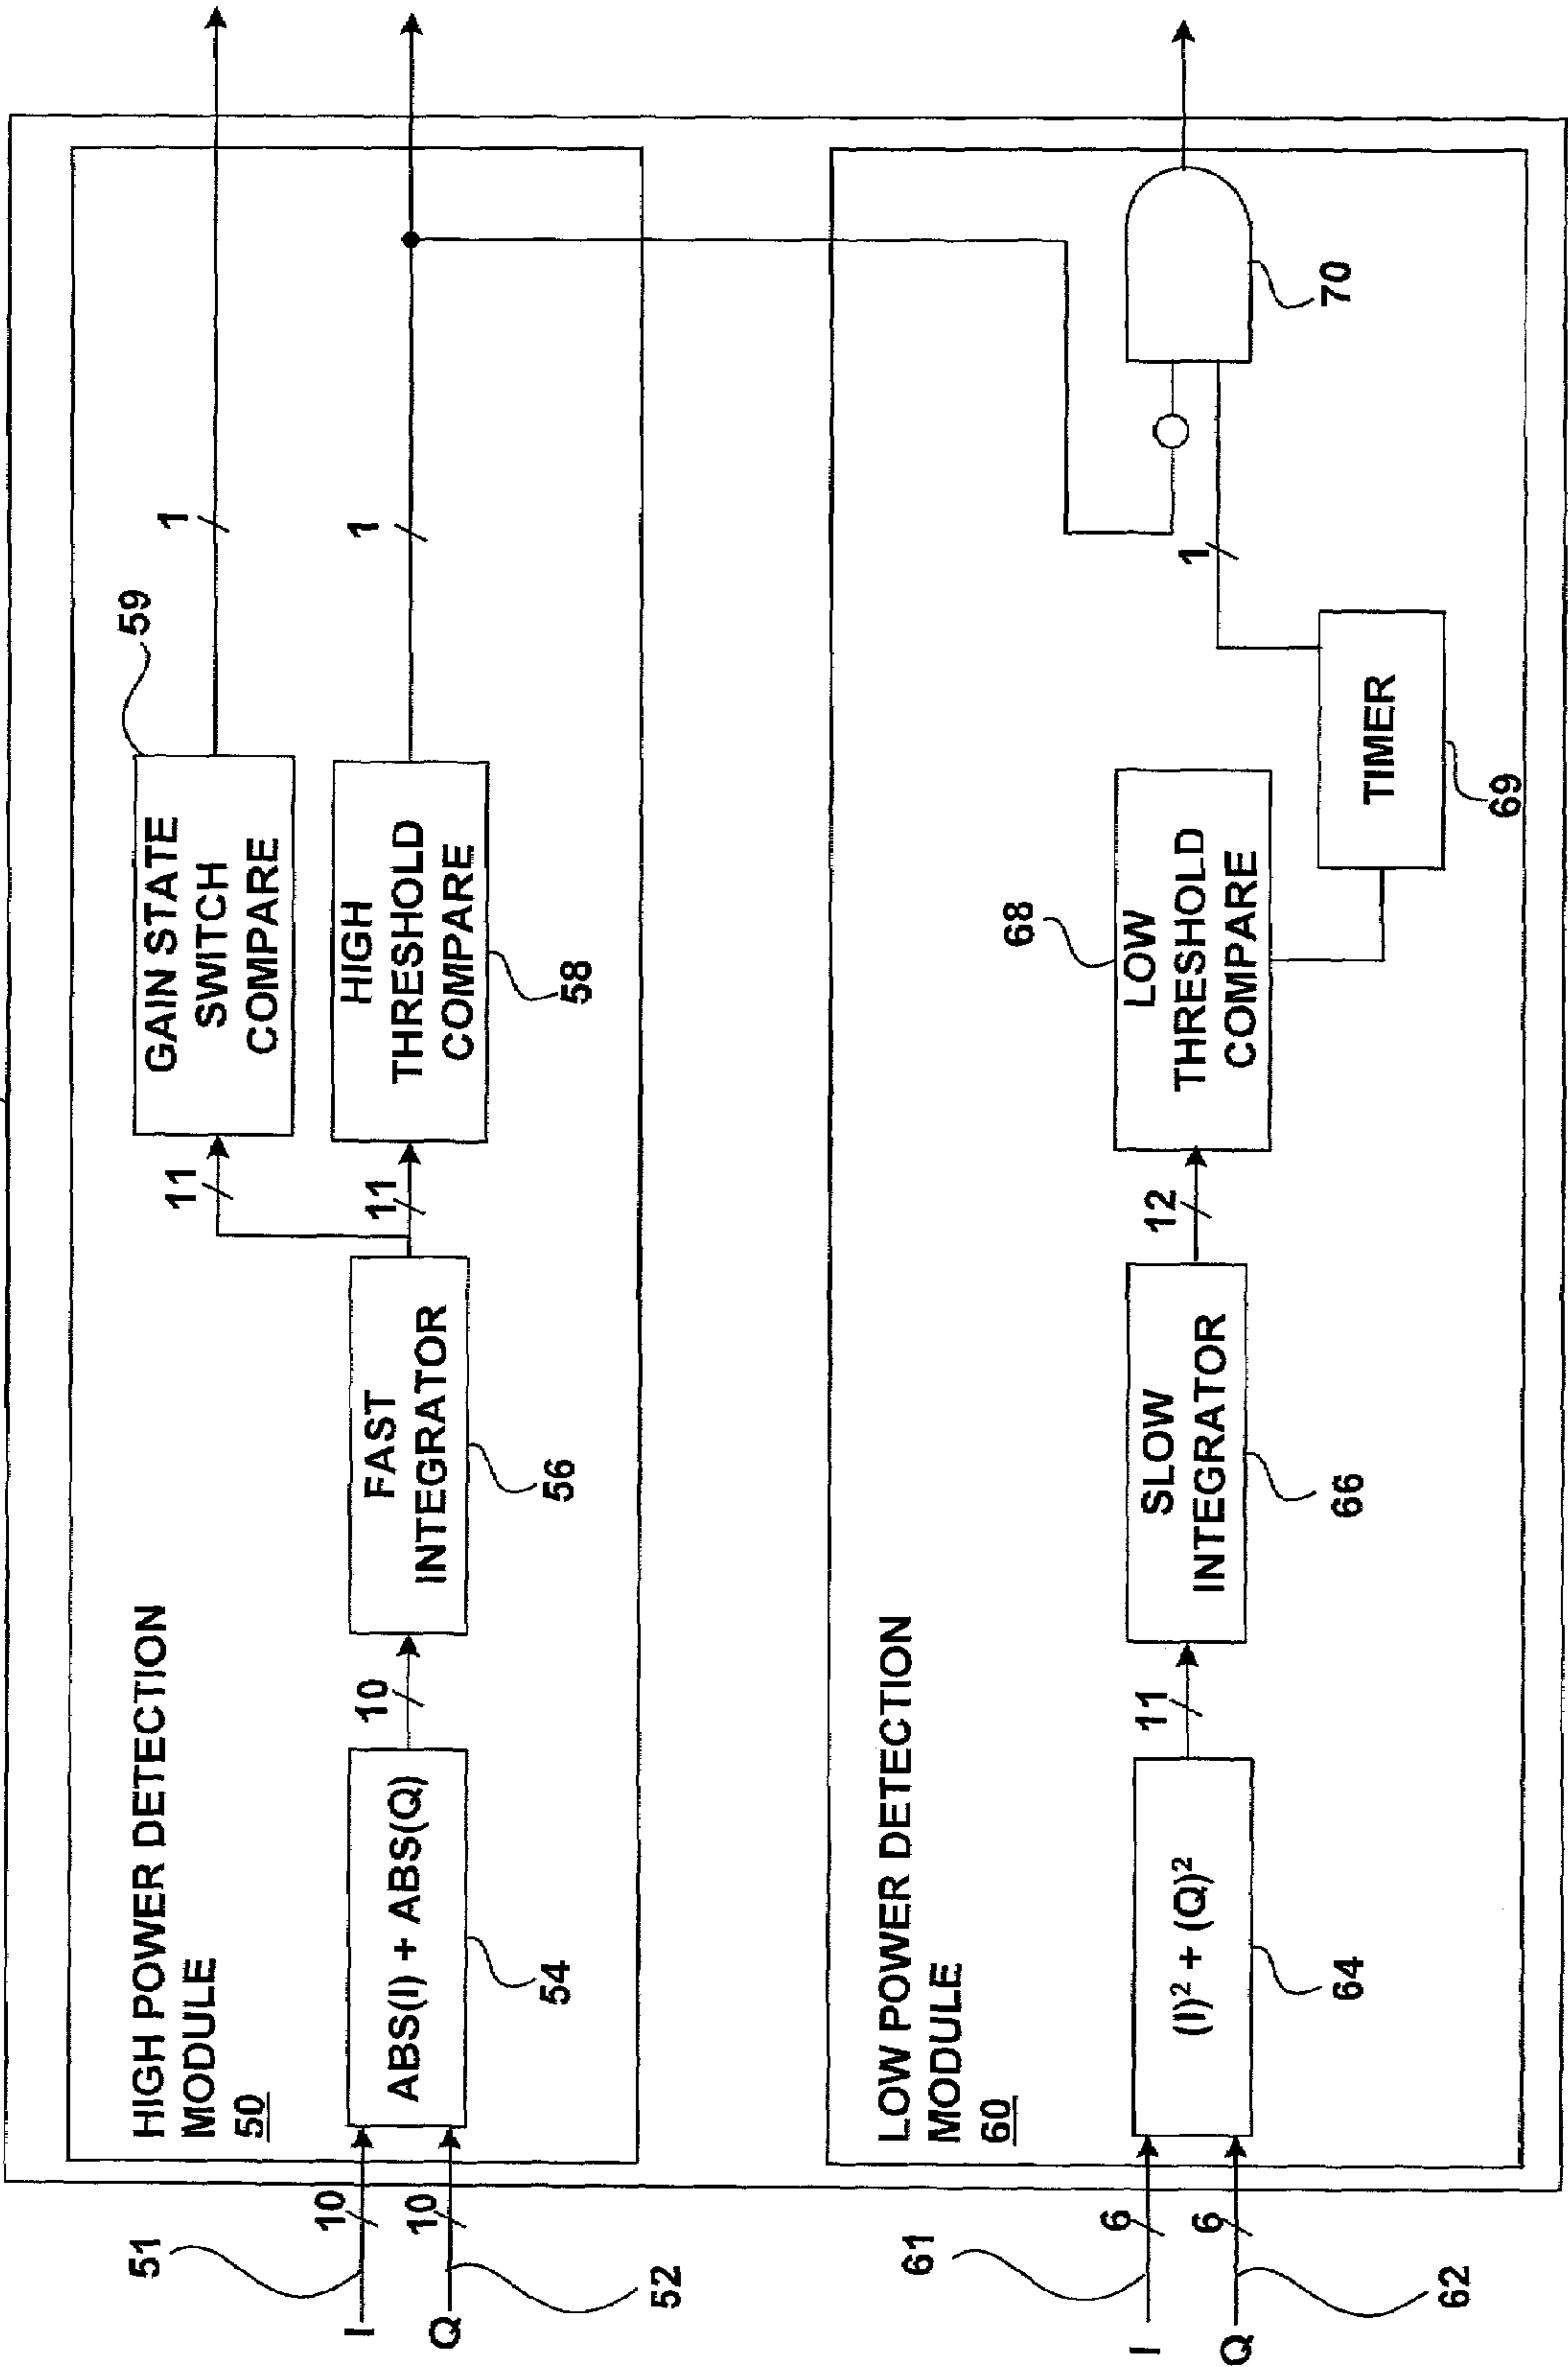 HIGH POWER DETECTION
MODULE
50
51
I
10
52
Q
10
ABS(I) + ABS(Q)
54
10
FAST
INTEGRATOR
56
11
11
GAIN STATE
SWITCH
COMPARE
59
HIGH
THRESHOLD
COMPARE
58
1
1
LOW POWER DETECTION
MODULE
60
61
I
6
62
Q
6
(I)² + (Q)²
64
11
SLOW
INTEGRATOR
66
12
LOW
THRESHOLD
COMPARE
68
TIMER
69
1
70